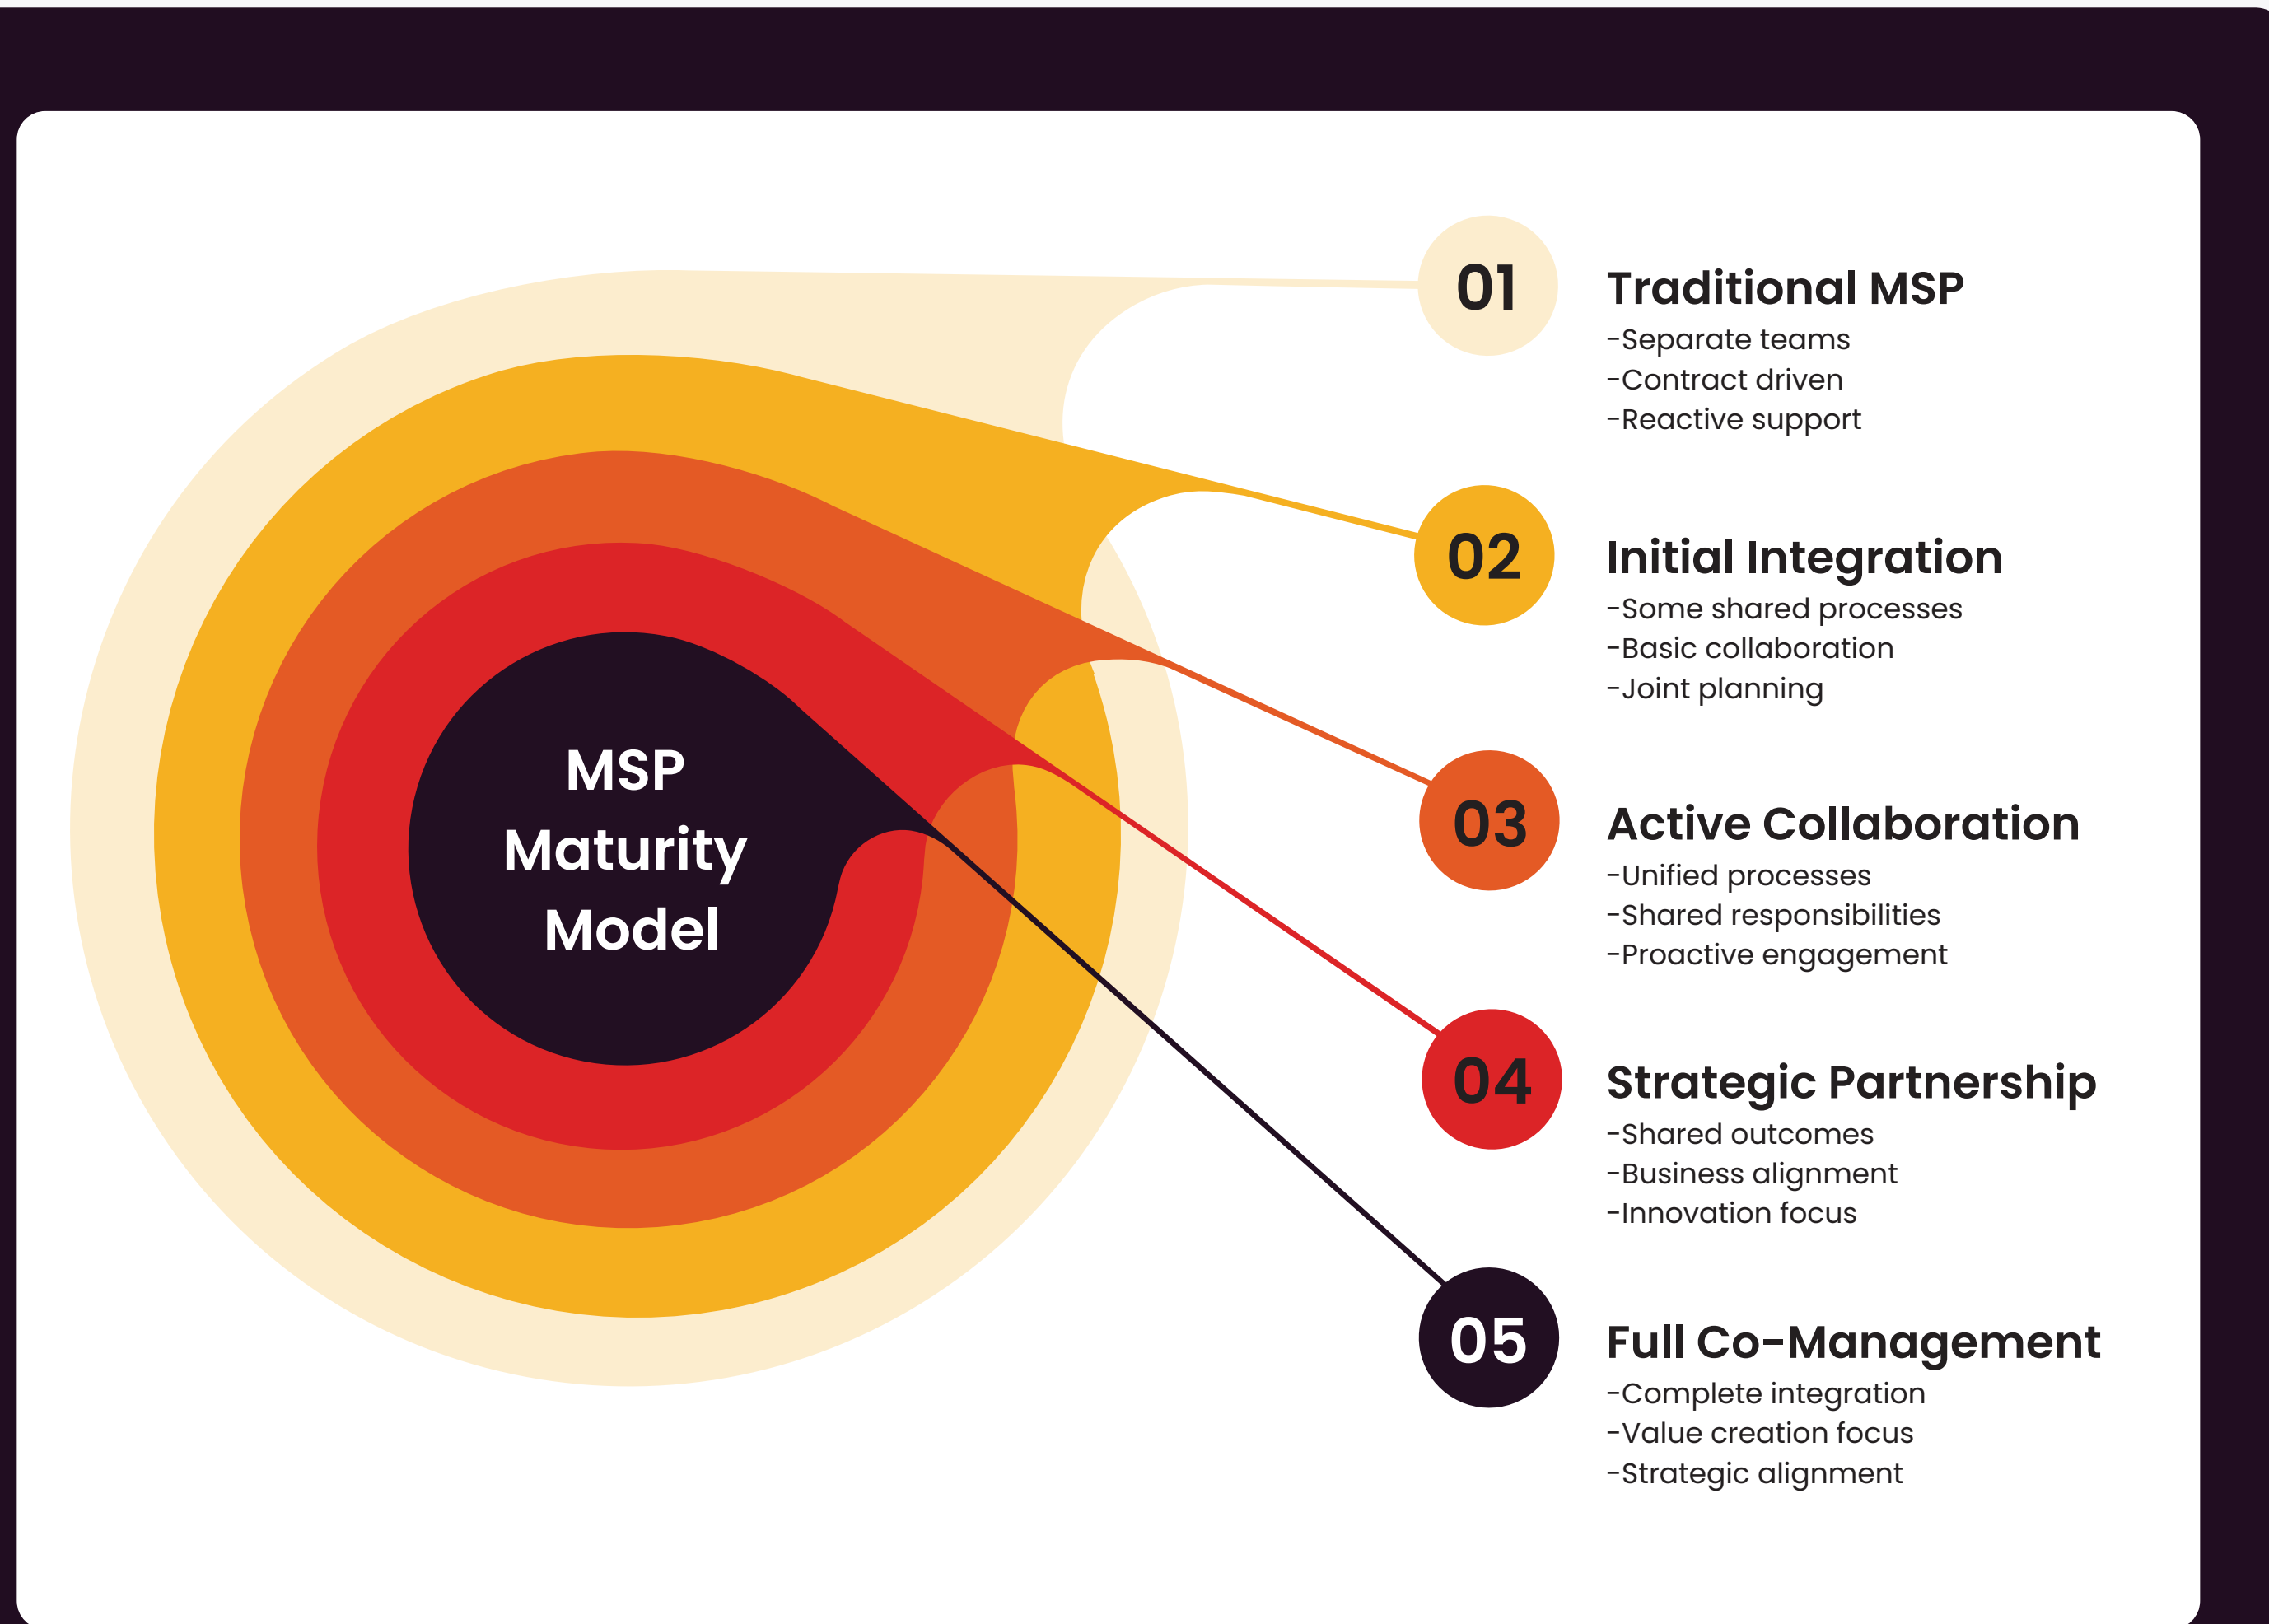 MSP
Maturity
Model
01
Traditional MSP
-Separate teams
-Contract driven
-Reactive support
02
Initial Integration
-Some shared processes
-Basic collaboration
-Joint planning
03
Active Collaboration
-Unified processes
-Shared responsibilities
-Proactive engagement
04
Strategic Partnership
-Shared outcomes
-Business alignment
-Innovation focus
05
Full Co-Management
-Complete integration
-Value creation focus
-Strategic alignment